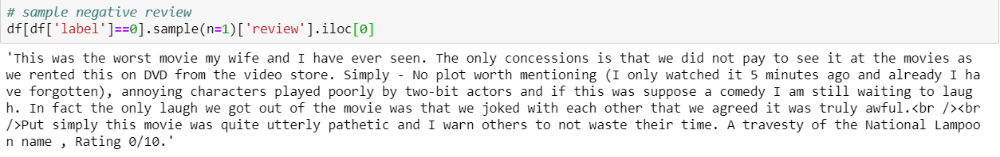 # sample negative review
df[df['label']==0].sample(n=1)['review'].iloc[0]
'This was the worst movie my wife and I have ever seen. The only concessions is that we did not pay to see it at the movies as
we rented this on DVD from the video store. Simply - No plot worth mentioning (I only watched it 5 minutes ago and already I ha
ve forgotten), annoying characters played poorly by two-bit actors and if this was suppose a comedy I am still waiting to laug
h. In fact the only laugh we got out of the movie was that we joked with each other that we agreed it was truly awful.<br /><br
/>Put simply this movie was quite utterly pathetic and I warn others to not waste their time. A travesty of the National Lampoo
n name , Rating 0/10.'